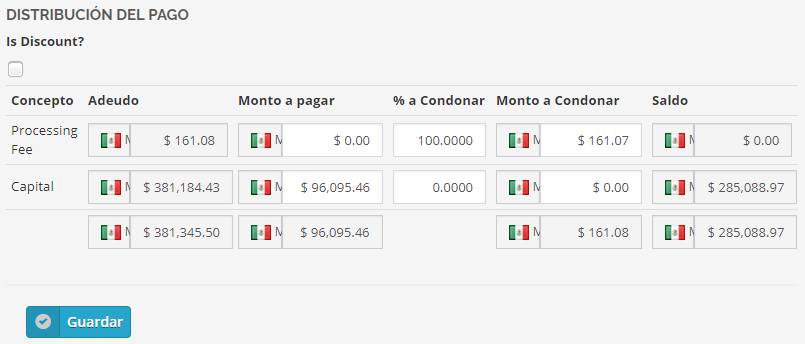 DISTRIBUCIÓN DEL PAGO
Is Discount?
Concepto Adeudo Monto a pagar % a Condonar Monto a Condonar Saldo
Processing Fee $ 161.08 $ 0.00 100.0000 $ 161.07 $ 0.00
Capital $ 381,184.43 $ 96,095.46 0.0000 $ 0.00 $ 285,088.97
$ 381,345.50 $ 96,095.46 $ 161.08 $ 285,088.97
Guardar